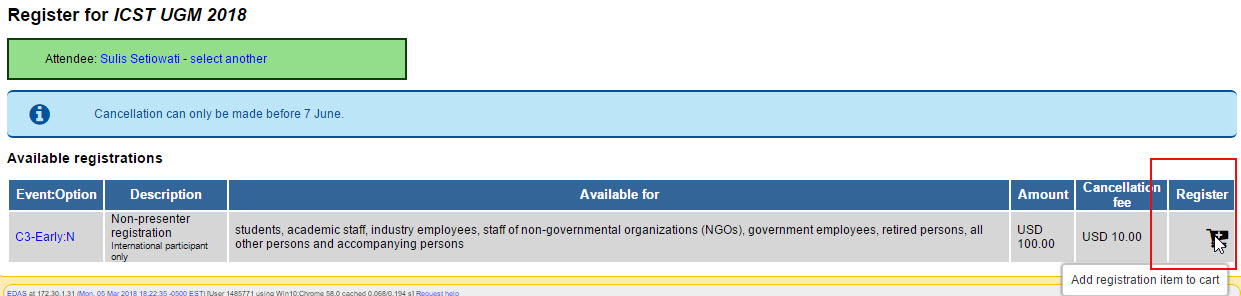 Register for ICST UGM 2018
Attendee: Sulis Setiowati - select another
Cancellation can only be made before 7 June.
Available registrations
Event:Option Description Available for Amount Cancellation fee Register
C3-Early:N
Non-presenter
registration
International participant
only
students, academic staff, industry employees, staff of non-governmental organizations (NGOs), government employees, retired persons, all
other persons and accompanying persons
USD
100.00
USD 10.00
Add registration item to cart
EDAS at 172.30.1.31 (Mon, 05 Mar 2018 18:22:35 -0500 EST) [User 1485771 using Win10:Chrome 58.0 cached 0.068/0.194 s] Request help